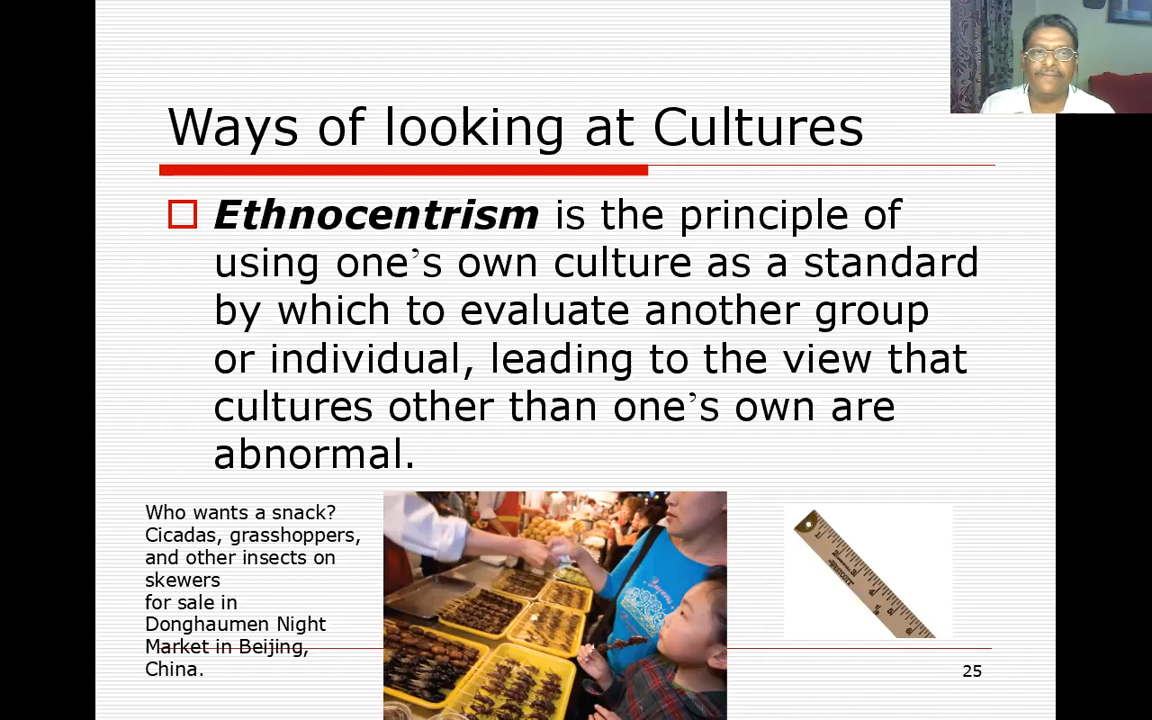 Ways of looking at Cultures
Ethnocentrism is the principle of
using one’s own culture as a standard
by which to evaluate another group
or individual, leading to the view that
cultures other than one’s own are
abnormal.
Who wants a snack?
Cicadas, grasshoppers,
and other insects on
skewers
for sale in
Donghaumen Night
Market in Beijing,
China.
25